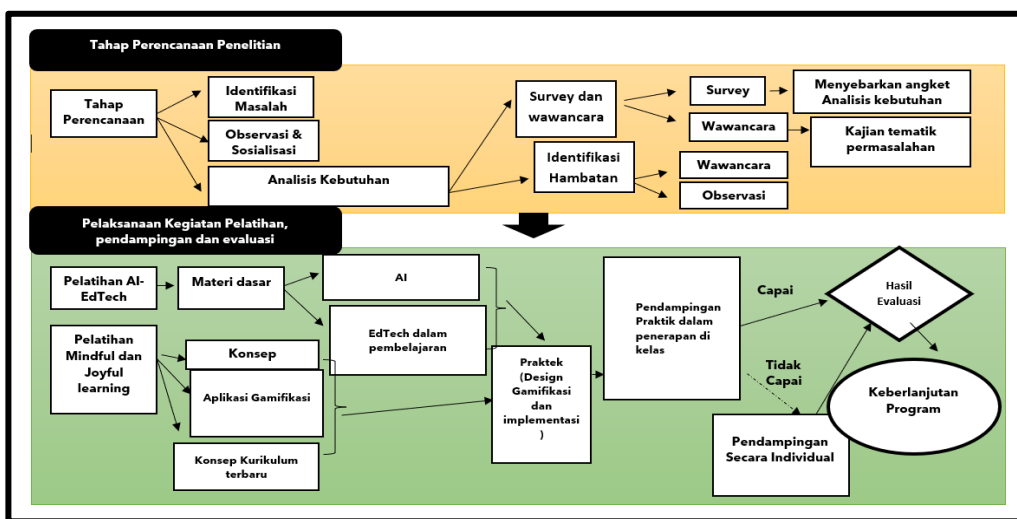 Tahap Perencanaan Penelitian
Tahap
Perencanaan
Identifikasi
Masalah
Observasi &
Sosialisasi
Analisis Kebutuhan
Survey dan
wawancara
Identifikasi
Hambatan
Survey
Menyebarkan angket
Analisis kebutuhan
Wawancara
Kajian tematik
permasalahan
Wawancara
Observasi
Pelaksanaan Kegiatan Pelatihan,
pendampingan dan evaluasi
Pelatihan AI-
EdTech
Materi dasar
AI
EdTech dalam
pembelajaran
Pelatihan
Mindful dan
Joyful
learning
Konsep
Aplikasi Gamifikasi
Konsep Kurikulum
terbaru
Praktek
(Design
Gamifikasi
dan
implementasi
)
Pendampingan
Praktik dalam
penerapan di
kelas
Capai
Tidak
Capai
Pendampingan
Secara Individual
Hasil
Evaluasi
Keberlanjutan
Program